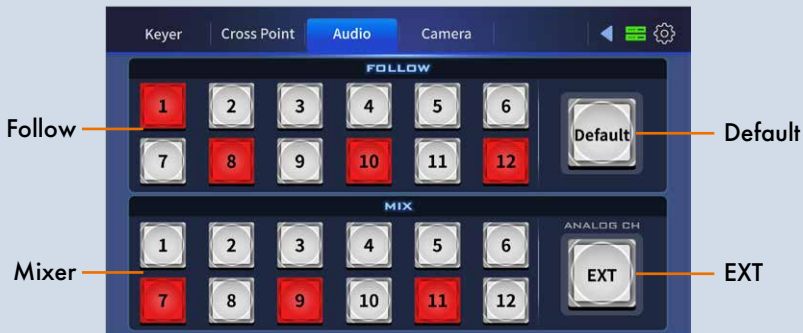 Keyer Cross Point Audio Camera
FOLLOW
1 2 3 4 5 6
Follow
Default
Default
7 8 9 10 11 12
MIX
ANALOG CH
1 2 3 4 5 6
Mixer
EXT
EXT
7 8 9 10 11 12